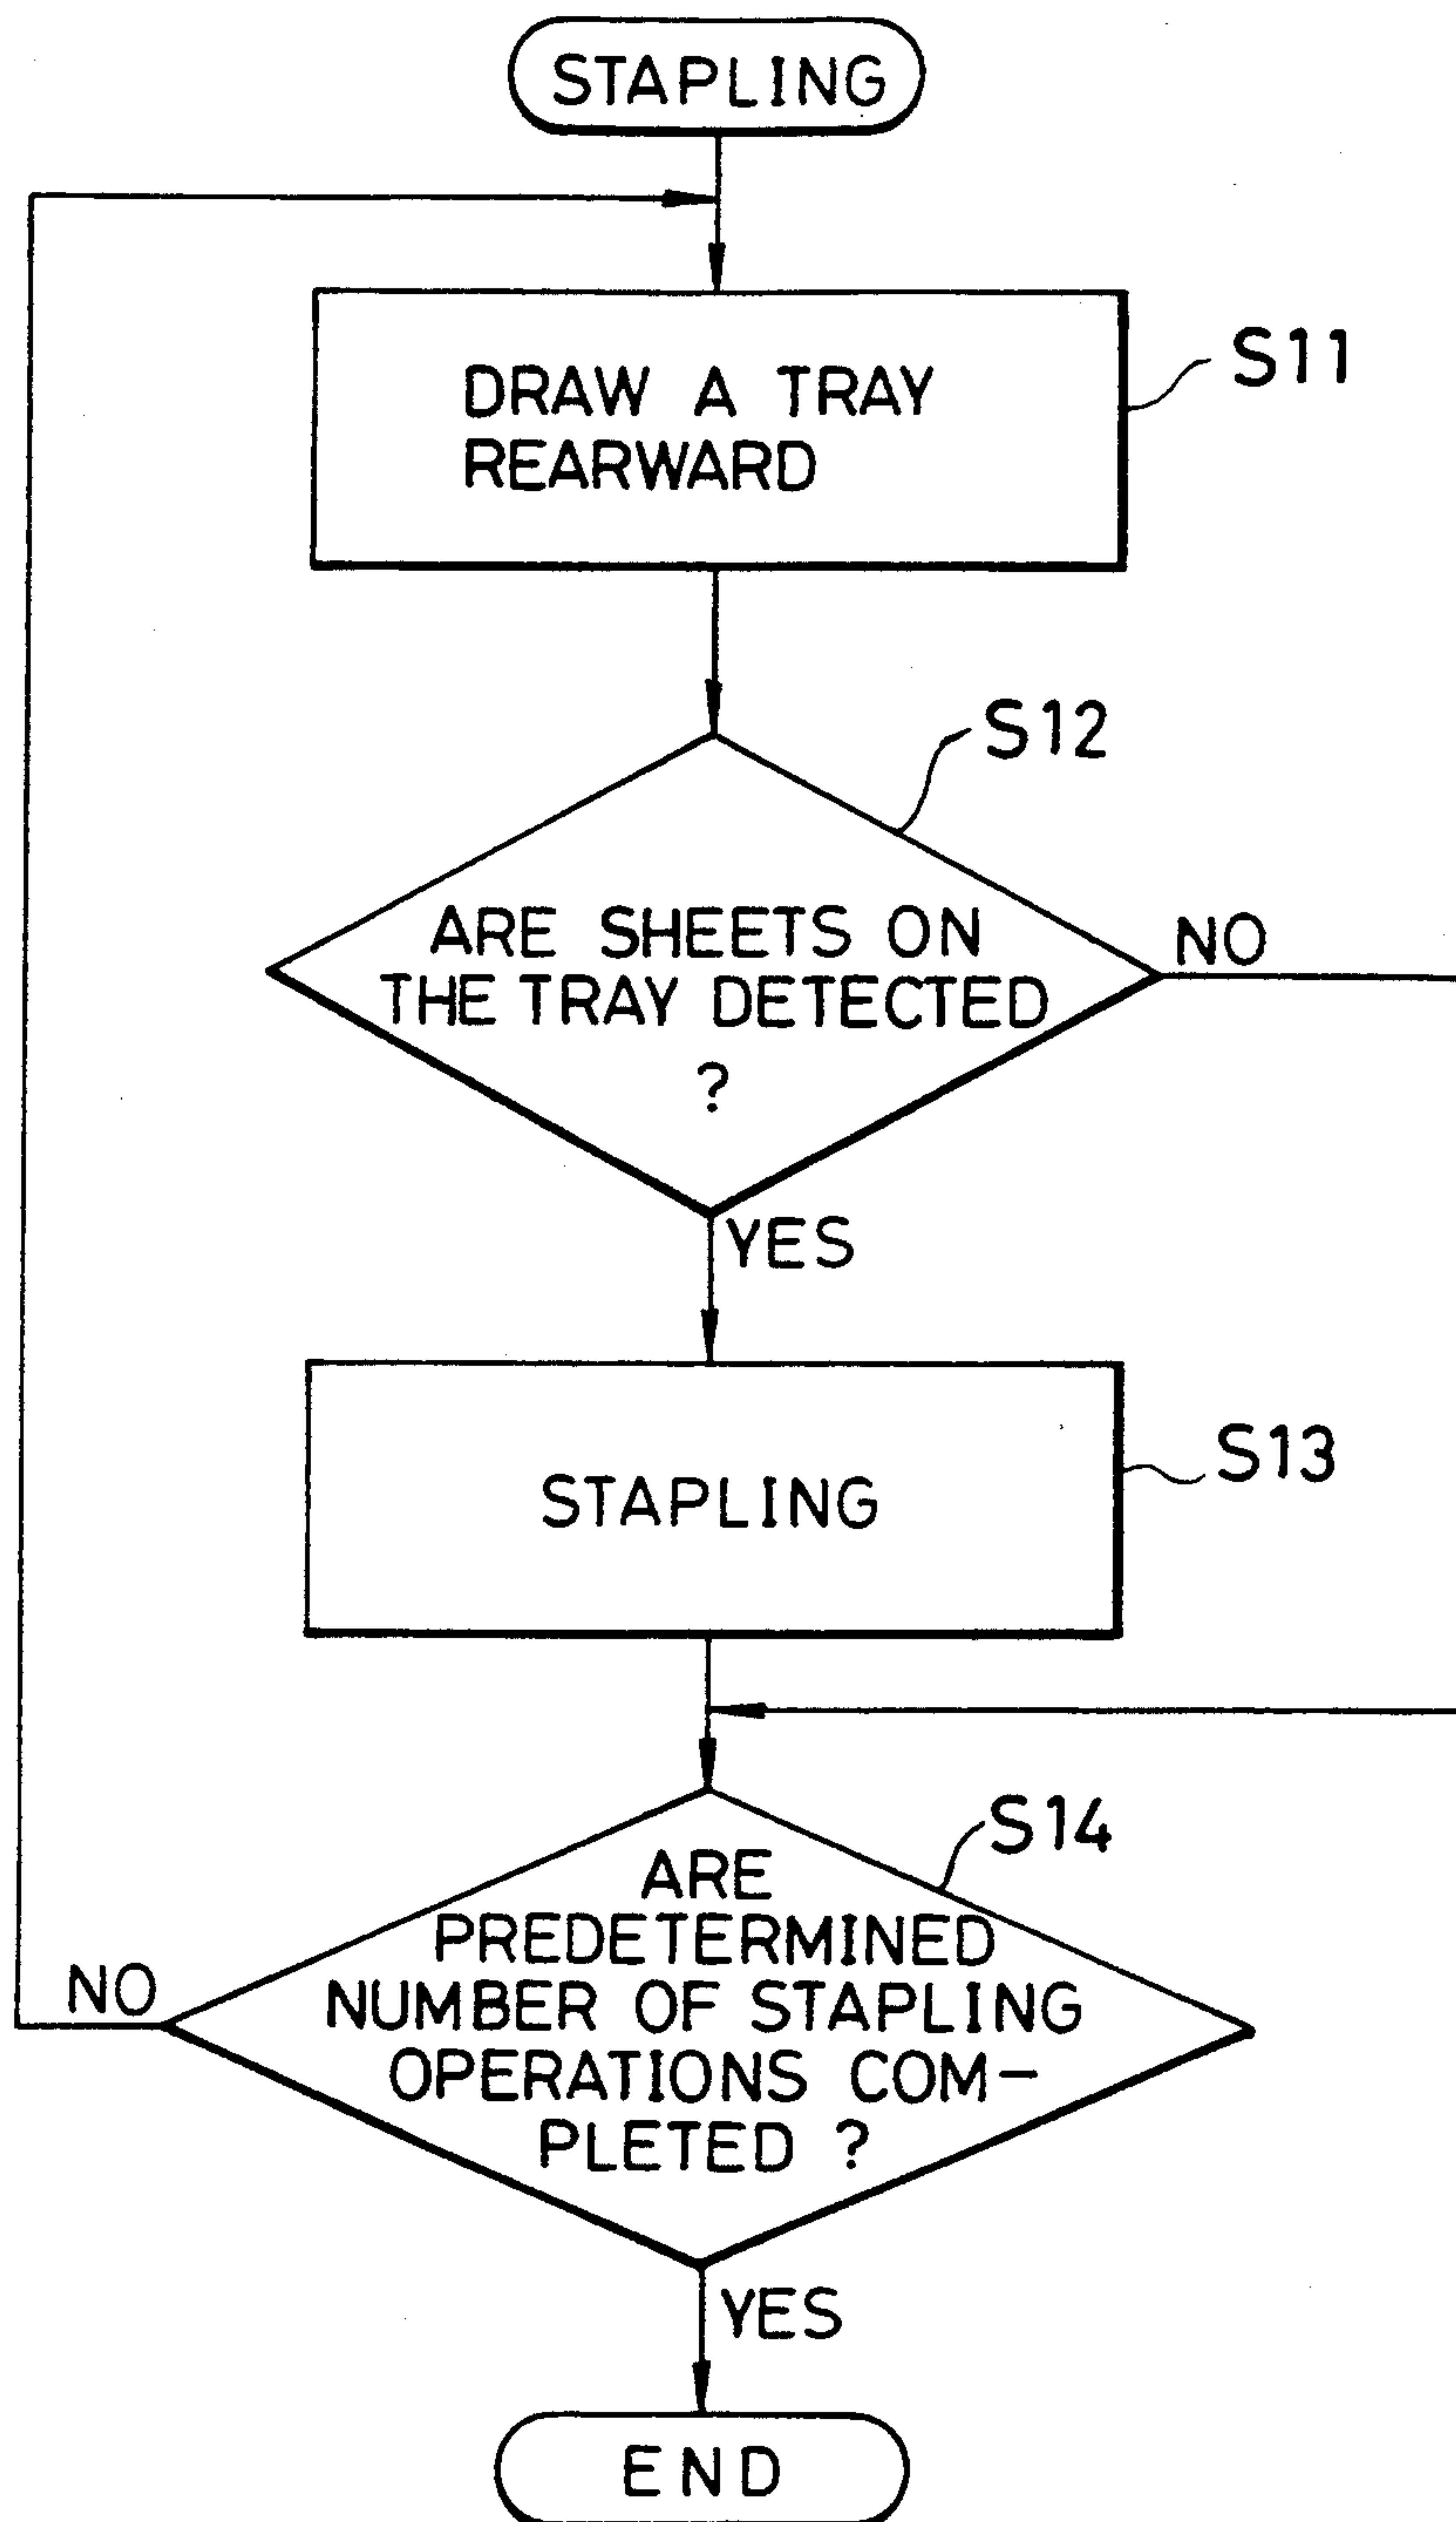 STAPLING
DRAW A TRAY
REARWARD
S11
S12
ARE SHEETS ON
THE TRAY DETECTED
?
NO
YES
STAPLING
S13
S14
ARE
PREDETERMINED
NUMBER OF STAPLING
OPERATIONS COM-
PLETED ?
NO
YES
END